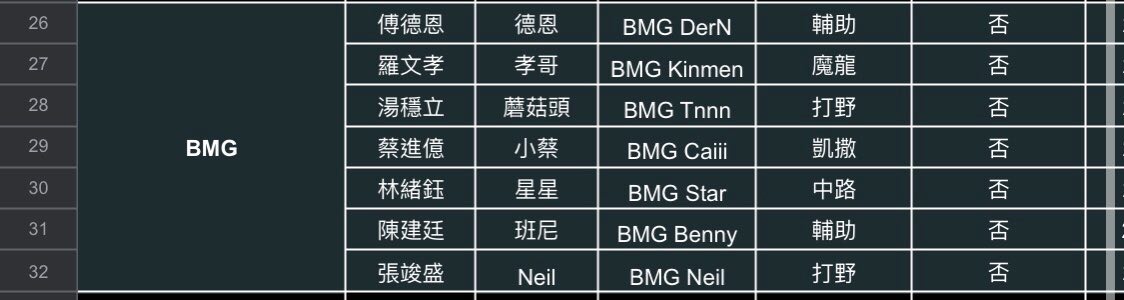 26 傅德恩 德恩 BMG DerN 輔助 否
27 羅文孝 孝哥 BMG Kinmen 魔龍 否
28 湯穩立 蘑菇頭 BMG Tnnn 打野 否
29 BMG 蔡進億 小蔡 BMG Caiii 凱撒 否
30 林緒鈺 星星 BMG Star 中路 否
31 陳建廷 班尼 BMG Benny 輔助 否
32 張竣盛 Neil BMG Neil 打野 否